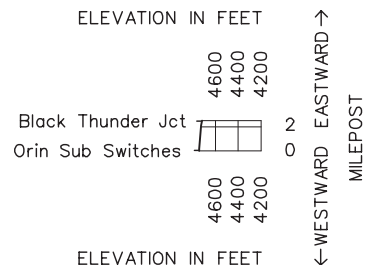 ELEVATION IN FEET
4600
4400
4200
Black Thunder Jct
2
Orin Sub Switches
0
4600
4400
4200
ELEVATION IN FEET
←WESTWARD EASTWARD→
MILEPOST